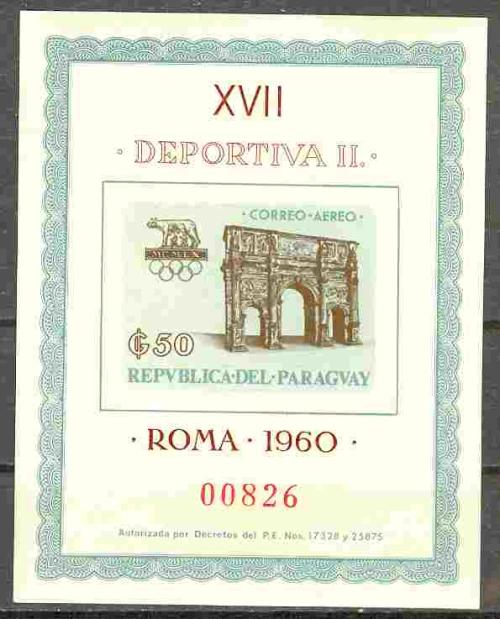 XVII
· DEPORTIVA II. ·
· CORREO · AEREO ·
MCMLX
₲ 50
REPVBLICA · DEL · PARAGVAY
· ROMA · 1960 ·
00826
Autorizada por Decretos del P.E. Nos. 17328 y 25875